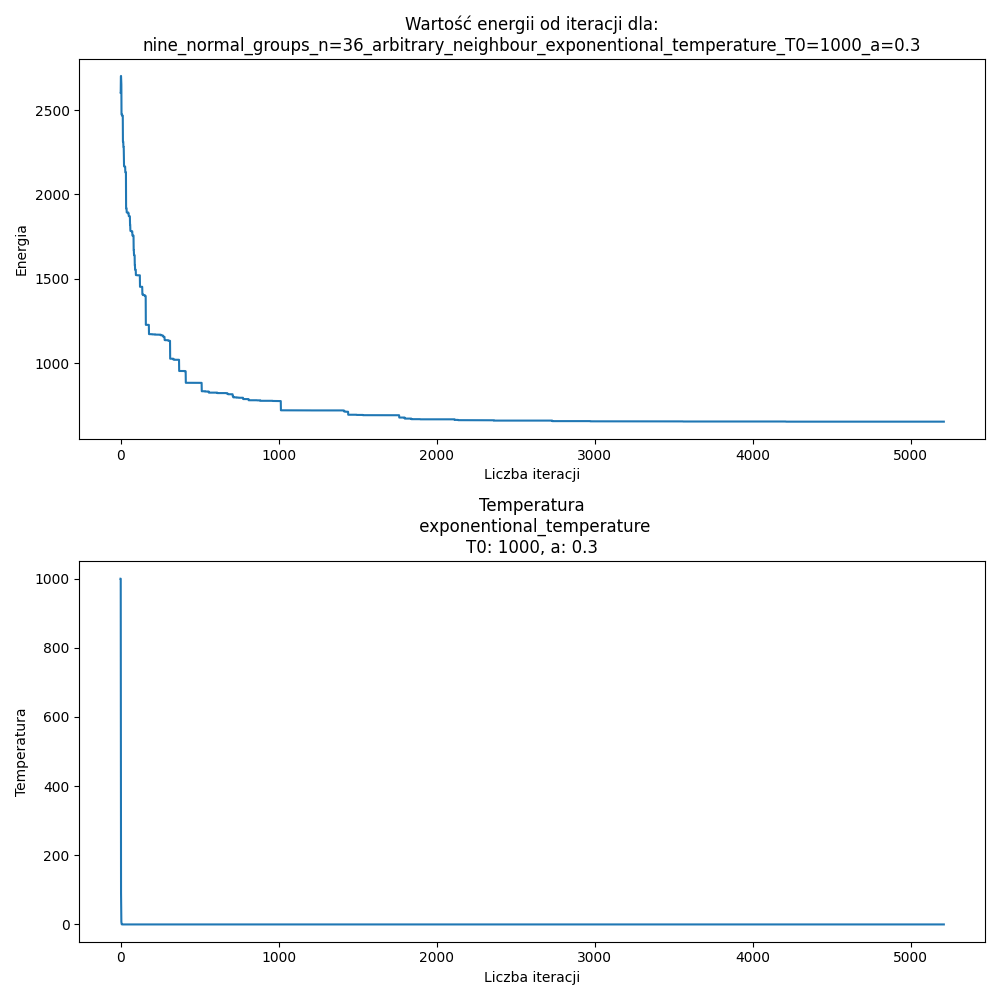 Wartość energii od iteracji dla:
nine_normal_groups_n=36_arbitrary_neighbour_exponentional_temperature_T0=1000_a=0.3
2500
2000
1500
1000
Energia
0 1000 2000 3000 4000 5000
Liczba iteracji
Temperatura
exponentional_temperature
T0: 1000, a: 0.3
1000
800
600
400
200
0
Temperatura
0 1000 2000 3000 4000 5000
Liczba iteracji